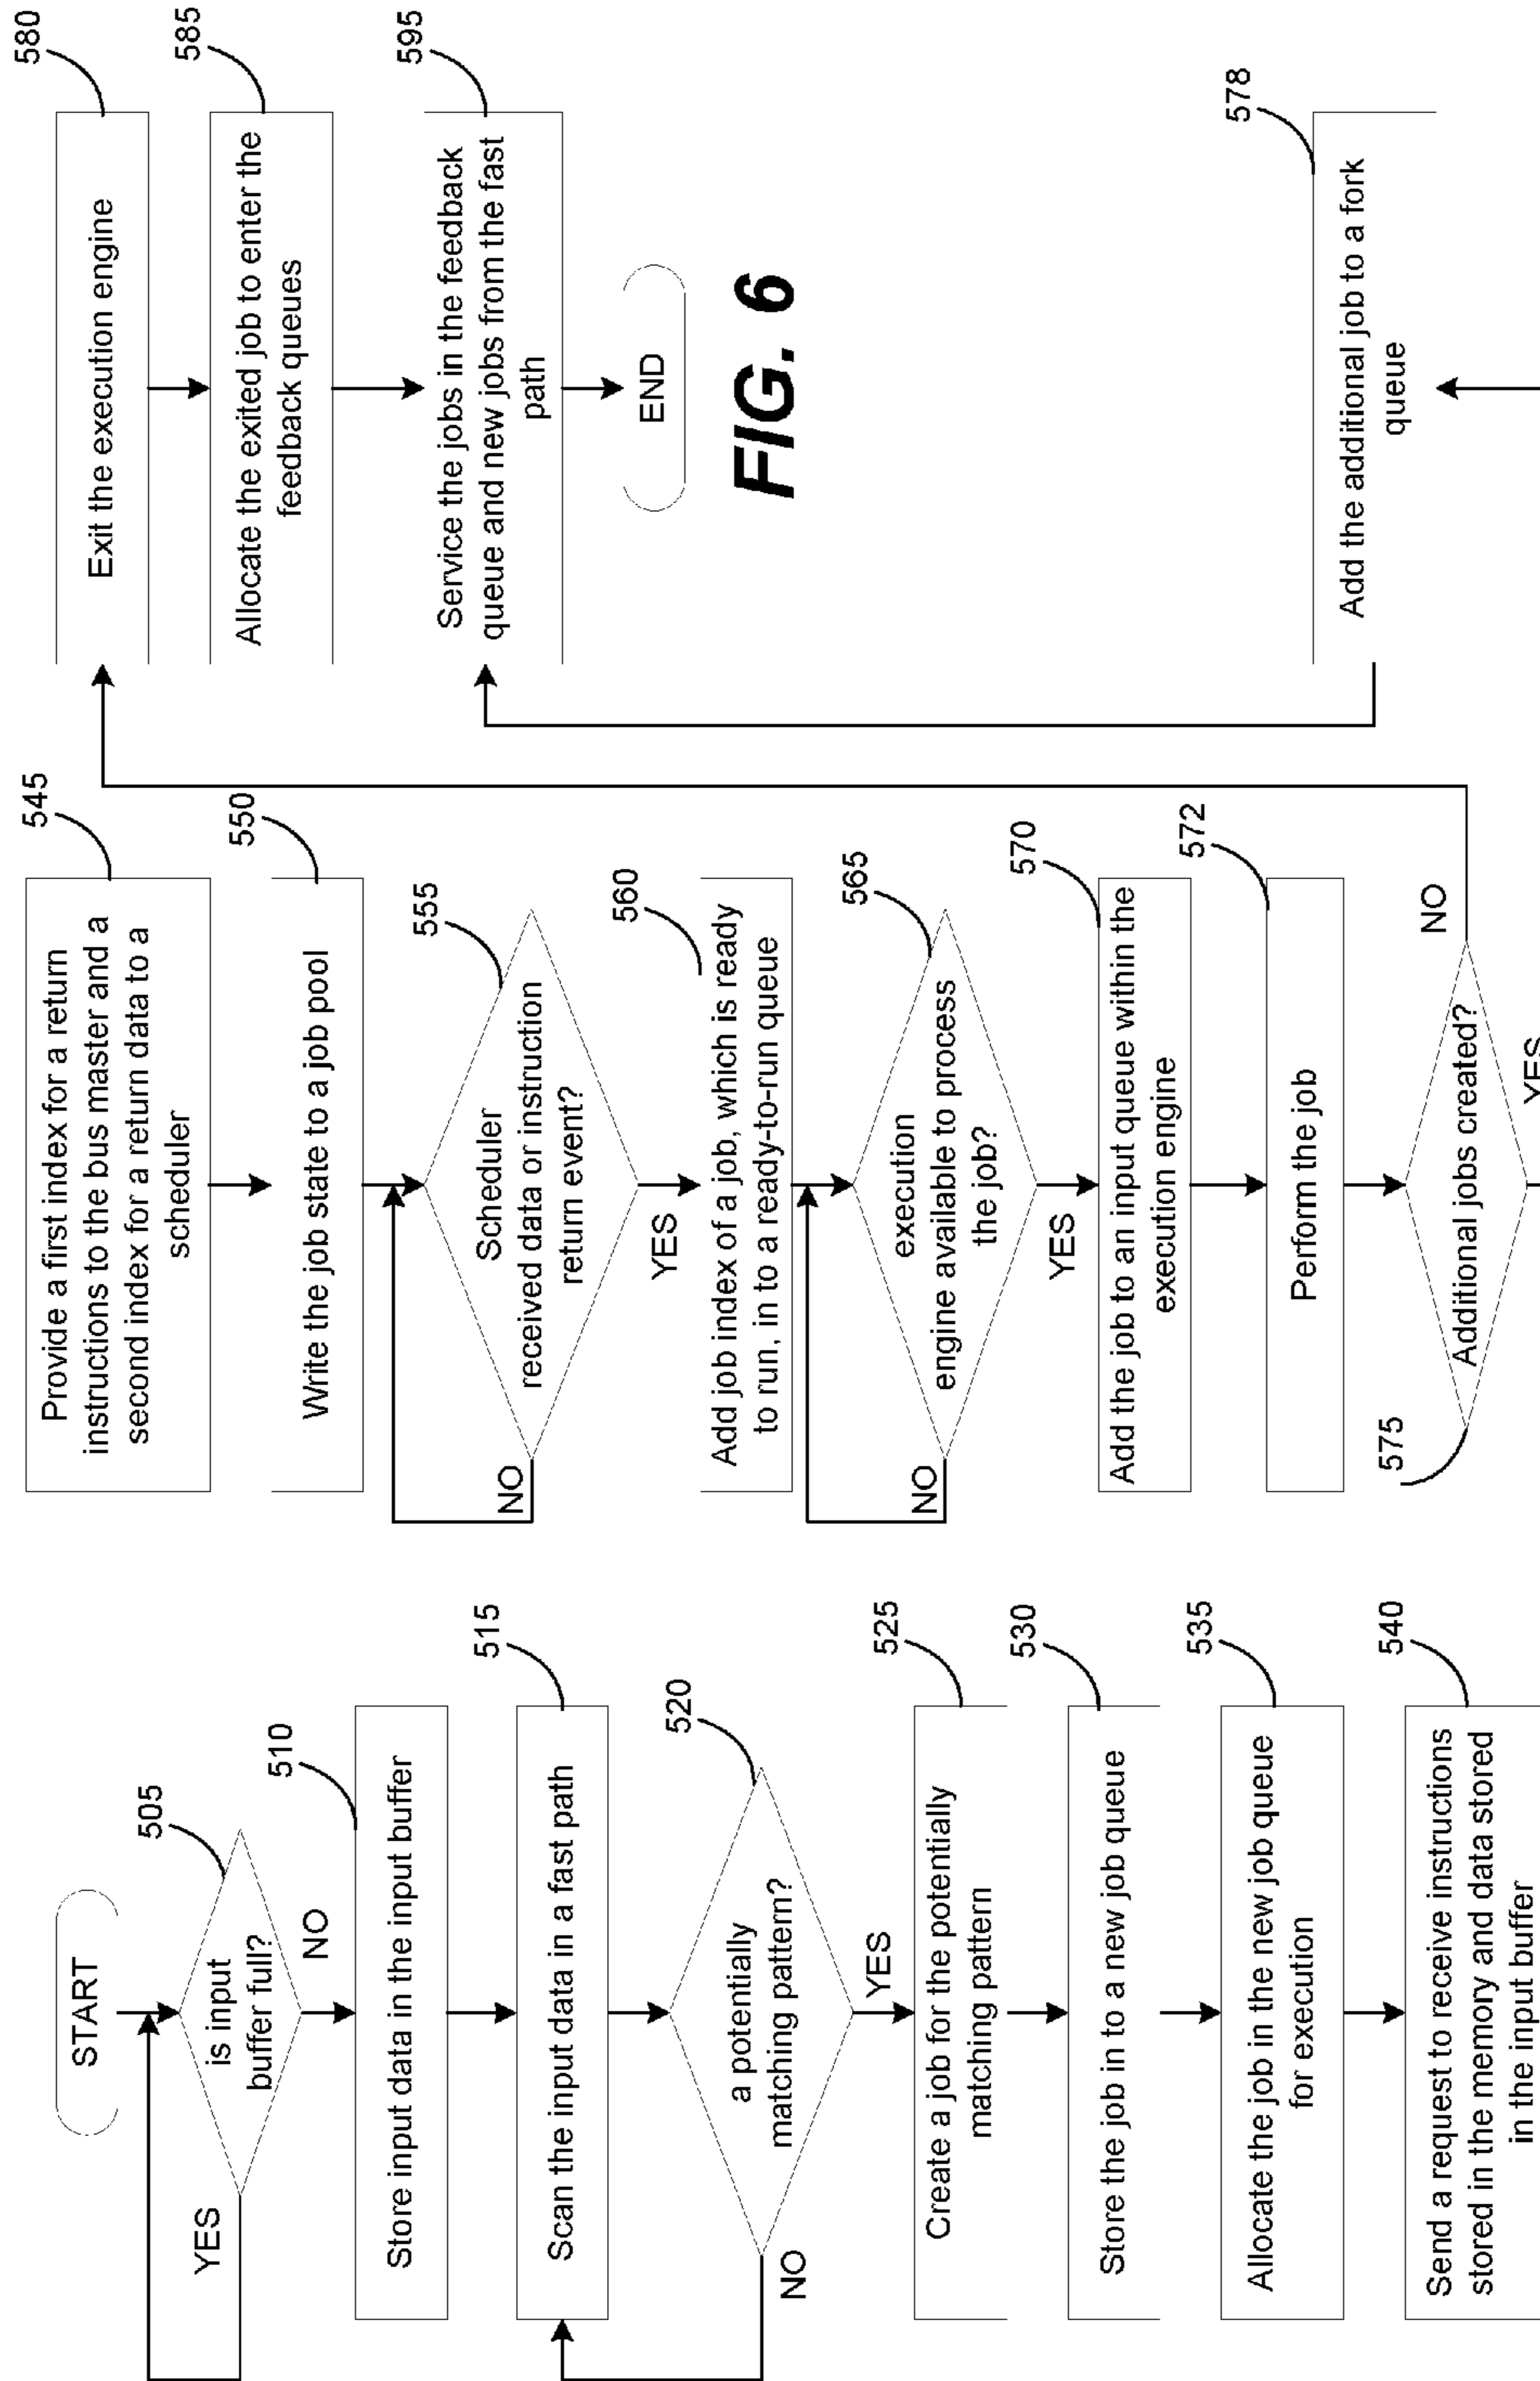 START
505
is input
buffer full?
YES
NO
510
Store input data in the input buffer
515
Scan the input data in a fast path
520
a potentially
matching pattern?
NO
YES
525
Create a job for the potentially
matching pattern
530
Store the job in to a new job queue
535
Allocate the job in the new job queue
for execution
540
Send a request to receive instructions
stored in the memory and data stored
in the input buffer
545
Provide a first index for a return
instructions to the bus master and a
second index for a return data to a
scheduler
550
Write the job state to a job pool
555
Scheduler
received data or instruction
return event?
NO
YES
560
Add job index of a job, which is ready
to run, in to a ready-to-run queue
565
execution
engine available to process
the job?
NO
YES
570
Add the job to an input queue within the
execution engine
572
Perform the job
575
Additional jobs created?
NO
YES
580
Exit the execution engine
585
Allocate the exited job to enter the
feedback queues
595
Service the jobs in the feedback
queue and new jobs from the fast
path
END
FIG. 6
578
Add the additional job to a fork
queue